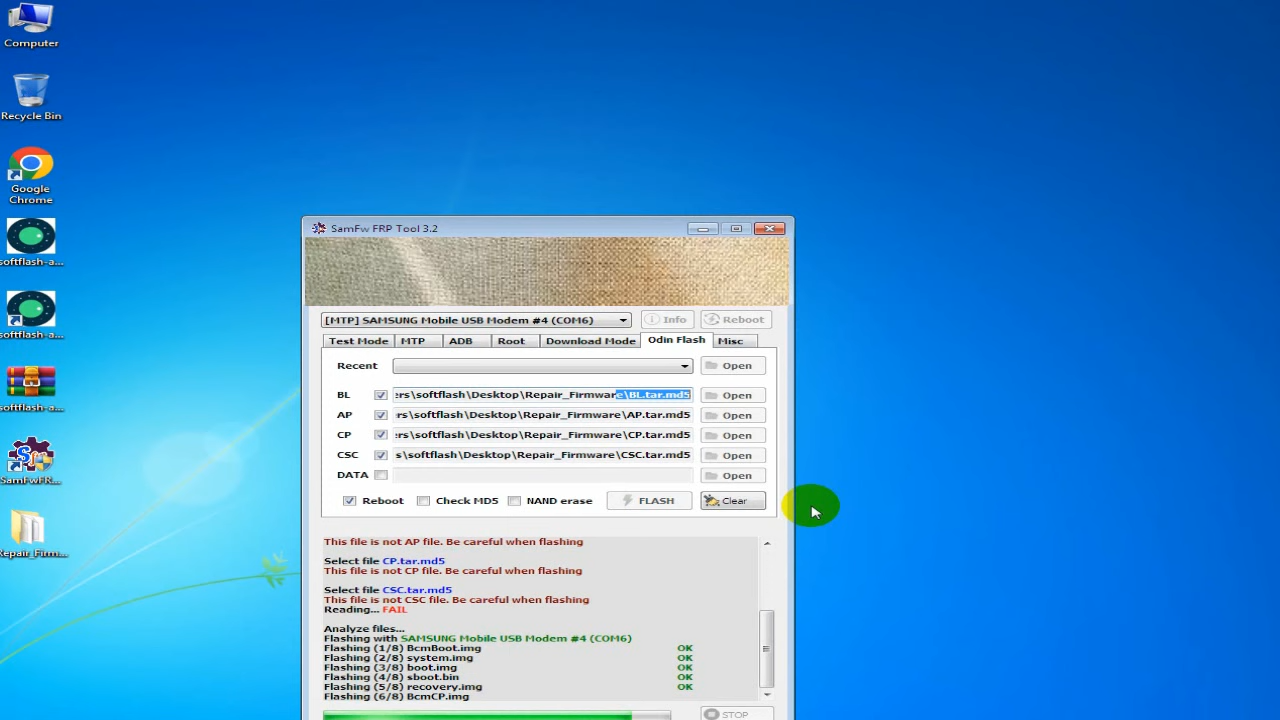 Computer
Recycle Bin
Google
Chrome
softflash-a...
softflash-a...
softflash-a...
SamFwFR...
Repair_Firm...
SamFw FRP Tool 3.2
[MTP] SAMSUNG Mobile USB Modem #4 (COM6) Info Reboot
Test Mode MTP ADB Root Download Mode Odin Flash Misc
Recent Open
BL ers\softflash\Desktop\Repair_Firmware\BL.tar.md5 Open
AP ers\softflash\Desktop\Repair_Firmware\AP.tar.md5 Open
CP ers\softflash\Desktop\Repair_Firmware\CP.tar.md5 Open
CSC s\softflash\Desktop\Repair_Firmware\CSC.tar.md5 Open
DATA Open
Reboot Check MD5 NAND erase FLASH Clear
This file is not AP file. Be careful when flashing
Select file CP.tar.md5
This file is not CP file. Be careful when flashing
Select file CSC.tar.md5
This file is not CSC file. Be careful when flashing
Reading... FAIL
Analyze files...
Flashing with SAMSUNG Mobile USB Modem #4 (COM6)
Flashing (1/8) BcmBoot.img OK
Flashing (2/8) system.img OK
Flashing (3/8) boot.img OK
Flashing (4/8) sboot.bin OK
Flashing (5/8) recovery.img OK
Flashing (6/8) BcmCP.img
STOP